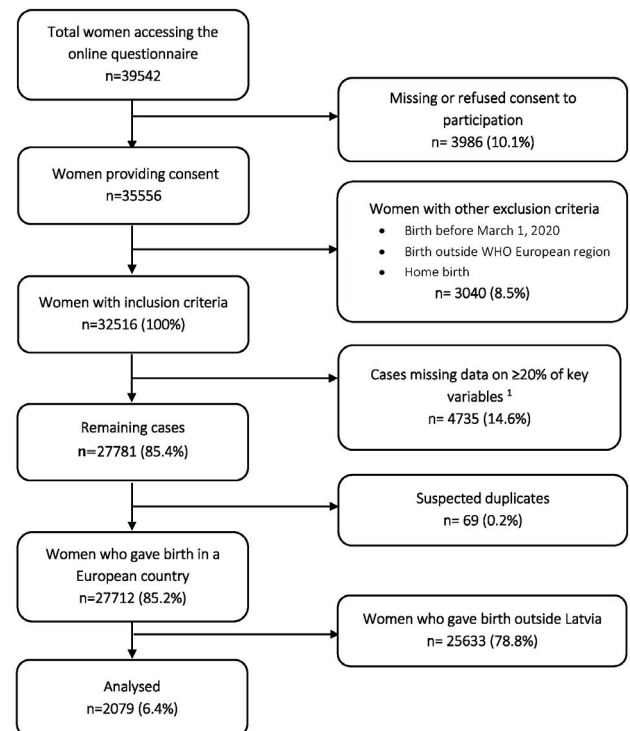 Total women accessing the
online questionnaire
n=39542
Missing or refused consent to
participation
n= 3986 (10.1%)
Women providing consent
n=35556
Women with other exclusion criteria
• Birth before March 1, 2020
• Birth outside WHO European region
• Home birth
n= 3040 (8.5%)
Women with inclusion criteria
n=32516 (100%)
Cases missing data on ≥20% of key
variables ¹
n= 4735 (14.6%)
Remaining cases
n=27781 (85.4%)
Suspected duplicates
n= 69 (0.2%)
Women who gave birth in a
European country
n=27712 (85.2%)
Women who gave birth outside Latvia
n= 25633 (78.8%)
Analysed
n=2079 (6.4%)